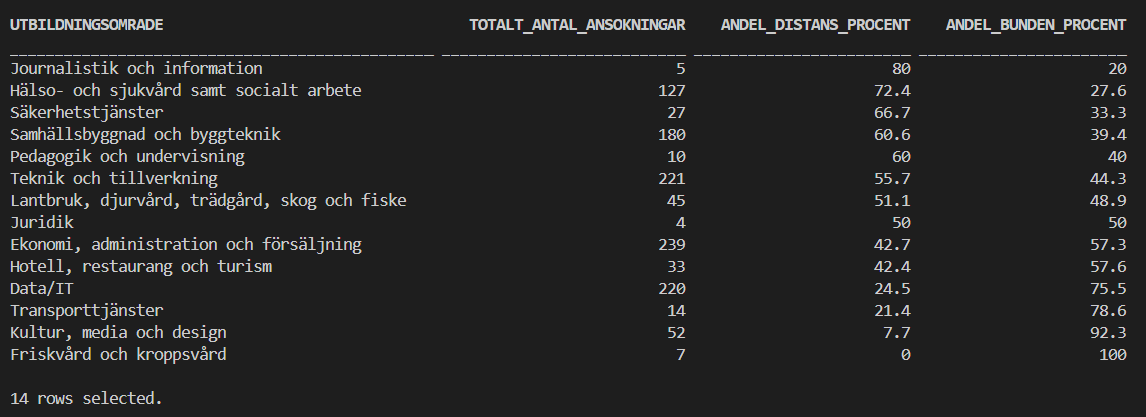 UTBILDNINGSOMRADE TOTALT_ANTAL_ANSOKNINGAR ANDEL_DISTANS_PROCENT ANDEL_BUNDEN_PROCENT
Journalistik och information 5 80 20
Hälso- och sjukvård samt socialt arbete 127 72.4 27.6
Säkerhetstjänster 27 66.7 33.3
Samhällsbyggnad och byggteknik 180 60.6 39.4
Pedagogik och undervisning 10 60 40
Teknik och tillverkning 221 55.7 44.3
Lantbruk, djurvård, trädgård, skog och fiske 45 51.1 48.9
Juridik 4 50 50
Ekonomi, administration och försäljning 239 42.7 57.3
Hotell, restaurang och turism 33 42.4 57.6
Data/IT 220 24.5 75.5
Transporttjänster 14 21.4 78.6
Kultur, media och design 52 7.7 92.3
Friskvård och kroppsvård 7 0 100
14 rows selected.